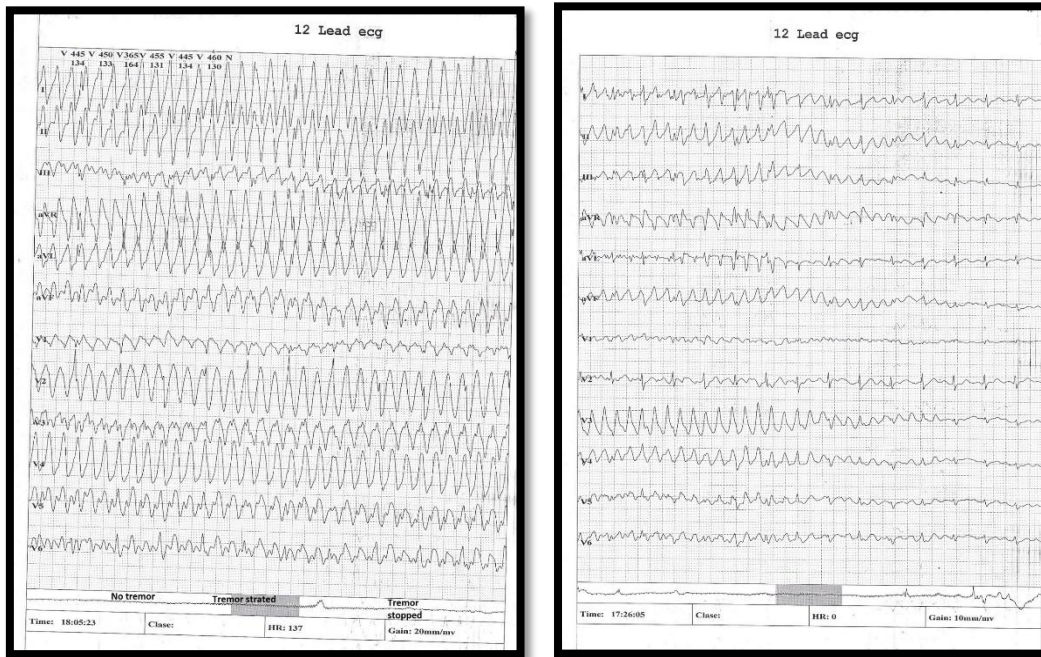 12 Lead ecg
V 445 V 450 V365V 455 V 445 V 460 N
134 133 164 131 134 130
I
II
III
aVR
aVL
aVF
V1
V2
V3
V4
V5
V6
No tremor Tremor strated Tremor stopped
Time: 18:05:23 Clase: HR: 137 Gain: 20mm/mv
12 Lead ecg
I
II
III
aVR
aVL
aVF
V1
V2
V3
V4
V5
V6
Time: 17:26:05 Clase: HR: 0 Gain: 10mm/mv